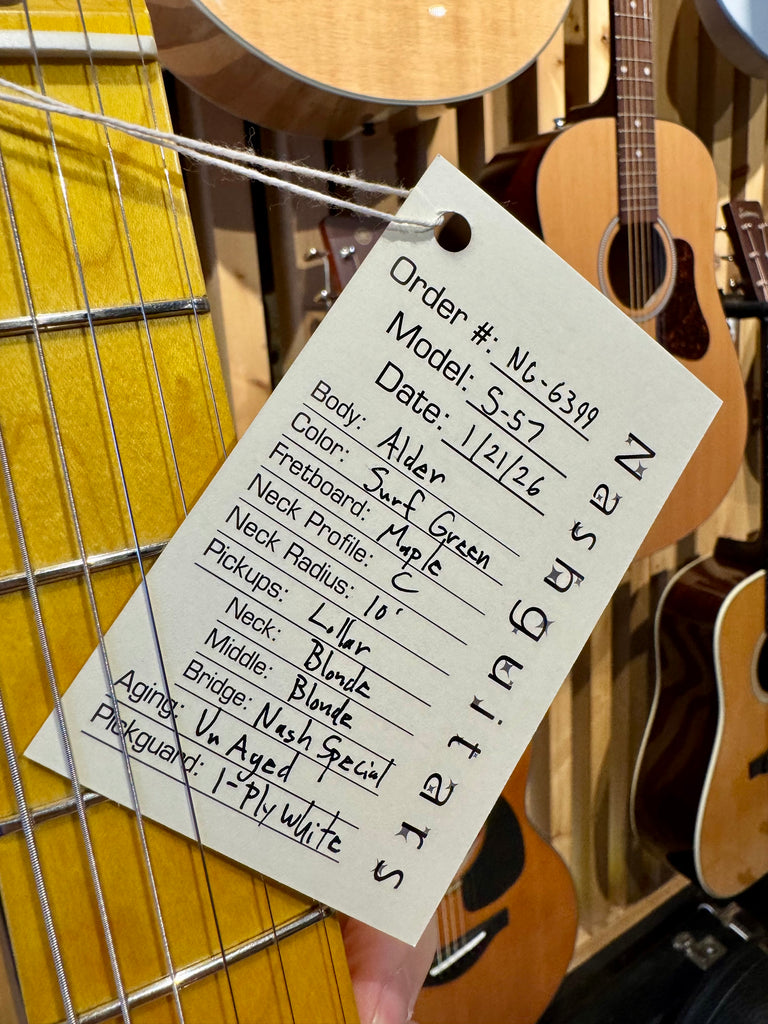 Order #: NG-6399
Model: S-57
Date: 1/21/26
Body: Alder
Color: Surf Green
Fretboard: Maple
Neck Profile: C
Neck Radius: 10'
Pickups: Lollar
Neck: Blonde
Middle: Blonde
Bridge: Nash Special
Aging: Un Aged
Pickguard: 1-Ply white
Nashguitars